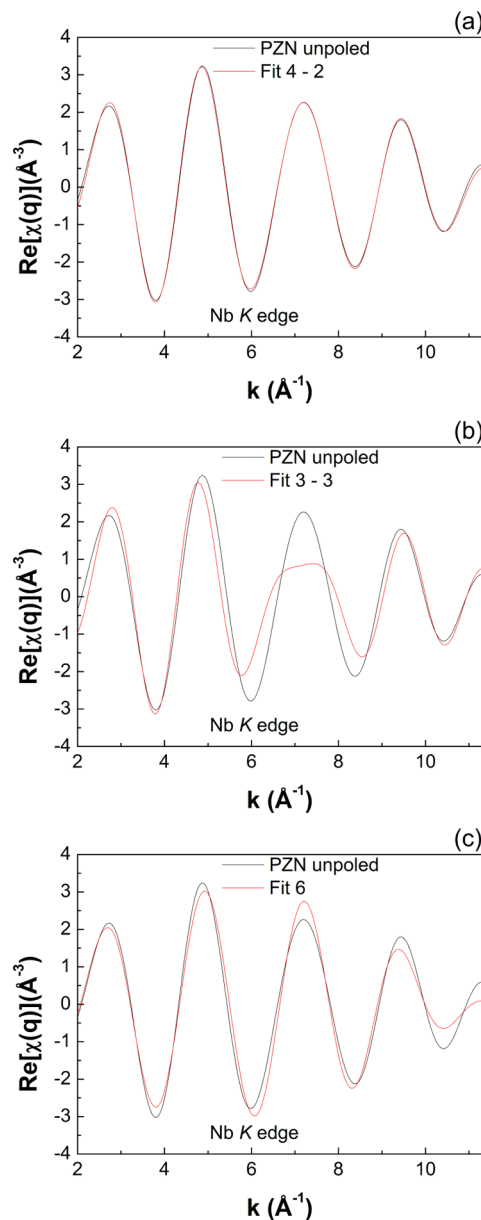 (a)
PZN unpoled
Fit 4 - 2
4
3
2
1
0
-1
-2
-3
-4
Re[χ(q)](Å⁻³)
Nb K edge
2 4 6 8 10
k (Å⁻¹)
(b)
PZN unpoled
Fit 3 - 3
4
3
2
1
0
-1
-2
-3
-4
Re[χ(q)](Å⁻³)
Nb K edge
2 4 6 8 10
k (Å⁻¹)
(c)
PZN unpoled
Fit 6
4
3
2
1
0
-1
-2
-3
-4
Re[χ(q)](Å⁻³)
Nb K edge
2 4 6 8 10
k (Å⁻¹)